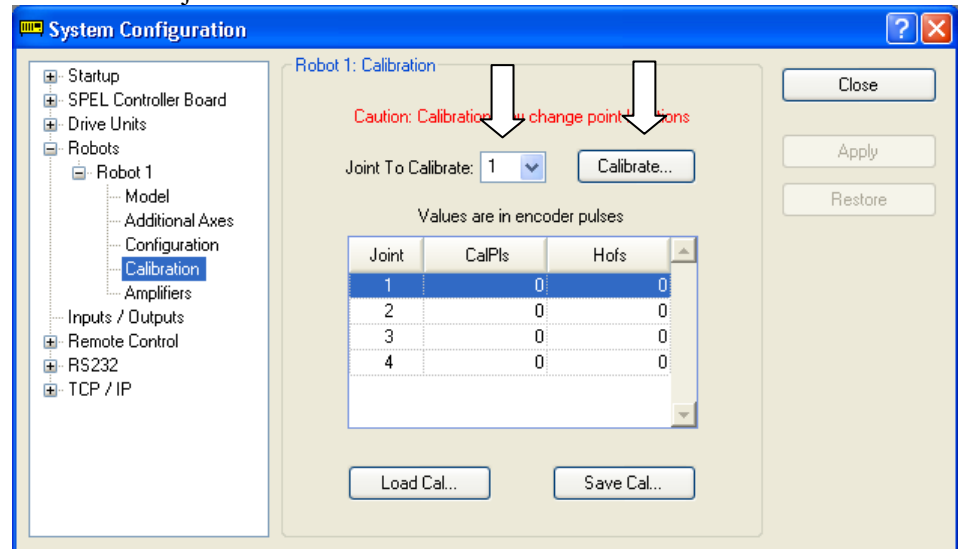 System Configuration
Startup
SPEL Controller Board
Drive Units
Robots
Robot 1
Model
Additional Axes
Configuration
Calibration
Amplifiers
Inputs / Outputs
Remote Control
RS232
TCP / IP
Robot 1: Calibration
Caution: Calibration change point
Joint To Calibrate: 1 Calibrate...
Values are in encoder pulses
Joint CalPls Hofs
1 0 0
2 0 0
3 0 0
4 0 0
Load Cal... Save Cal...
Close
Apply
Restore